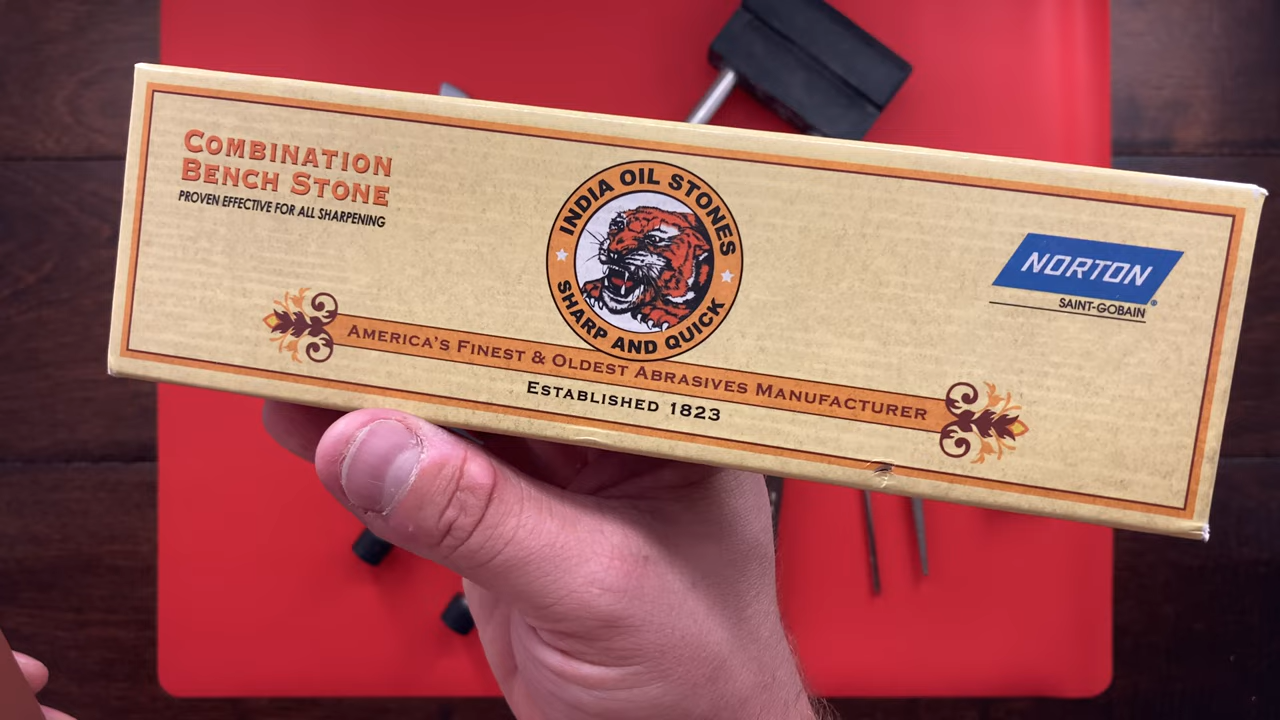 COMBINATION
BENCH STONE
PROVEN EFFECTIVE FOR ALL SHARPENING
INDIA OIL STONES
SHARP AND QUICK
NORTON
SAINT-GOBAIN®
AMERICA'S FINEST & OLDEST ABRASIVES MANUFACTURER
ESTABLISHED 1823